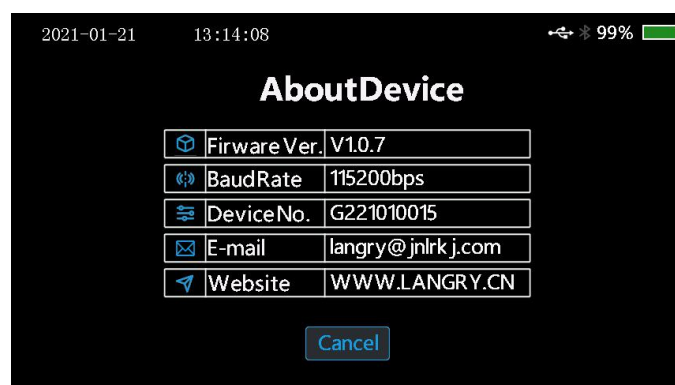 2021-01-21 13:14:08 99%
AboutDevice
Firware Ver. V1.0.7
BaudRate 115200bps
DeviceNo. G221010015
E-mail langry@jnlrkj.com
Website WWW.LANGRY.CN
Cancel